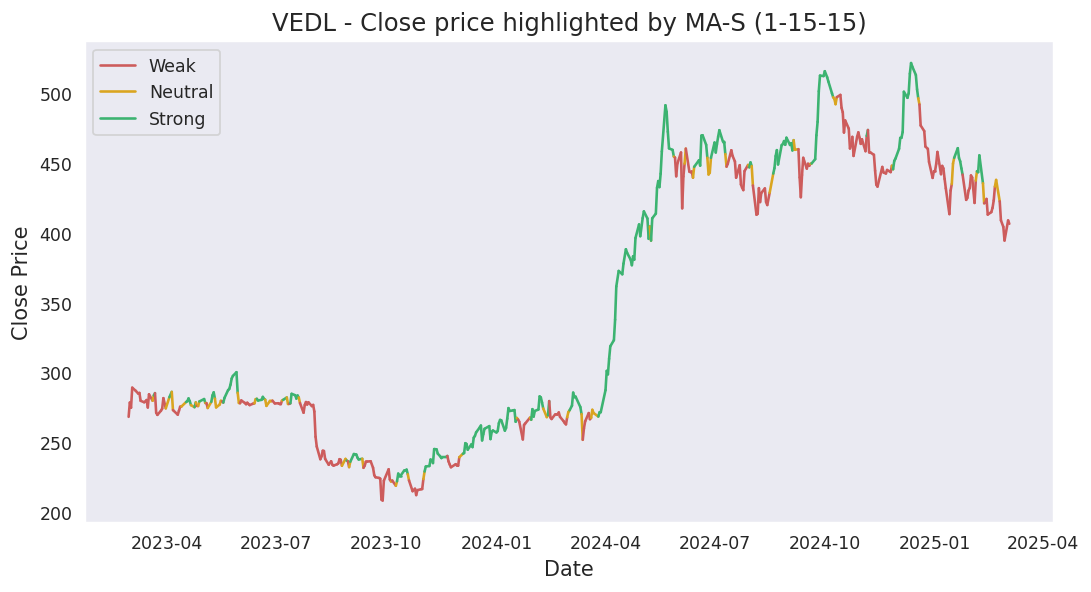 VEDL - Close price highlighted by MA-S (1-15-15)
Weak
Neutral
Strong
Close Price
500
450
400
350
300
250
200
2023-04 2023-07 2023-10 2024-01 2024-04 2024-07 2024-10 2025-01 2025-04
Date